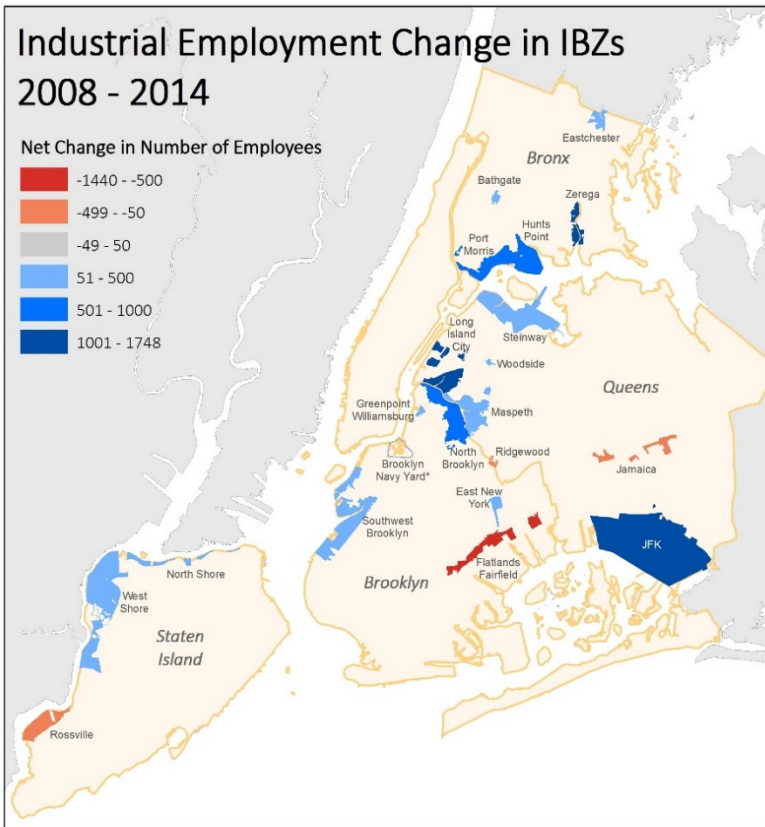 Industrial Employment Change in IBZs
2008 - 2014
Net Change in Number of Employees
-1440 - -500
-499 - -50
-49 - 50
51 - 500
501 - 1000
1001 - 1748
Eastchester
Bronx
Bathgate
Zerega
Hunts
Point
Port
Morris
Long
Island
City
Steinway
Woodside
Queens
Greenpoint
Williamsburg
Maspeth
North
Brooklyn
Ridgewood
Brooklyn
Navy Yard*
Jamaica
East New
York
Southwest
Brooklyn
JFK
Flatlands
Fairfield
Brooklyn
North Shore
West
Shore
Staten
Island
Rossville